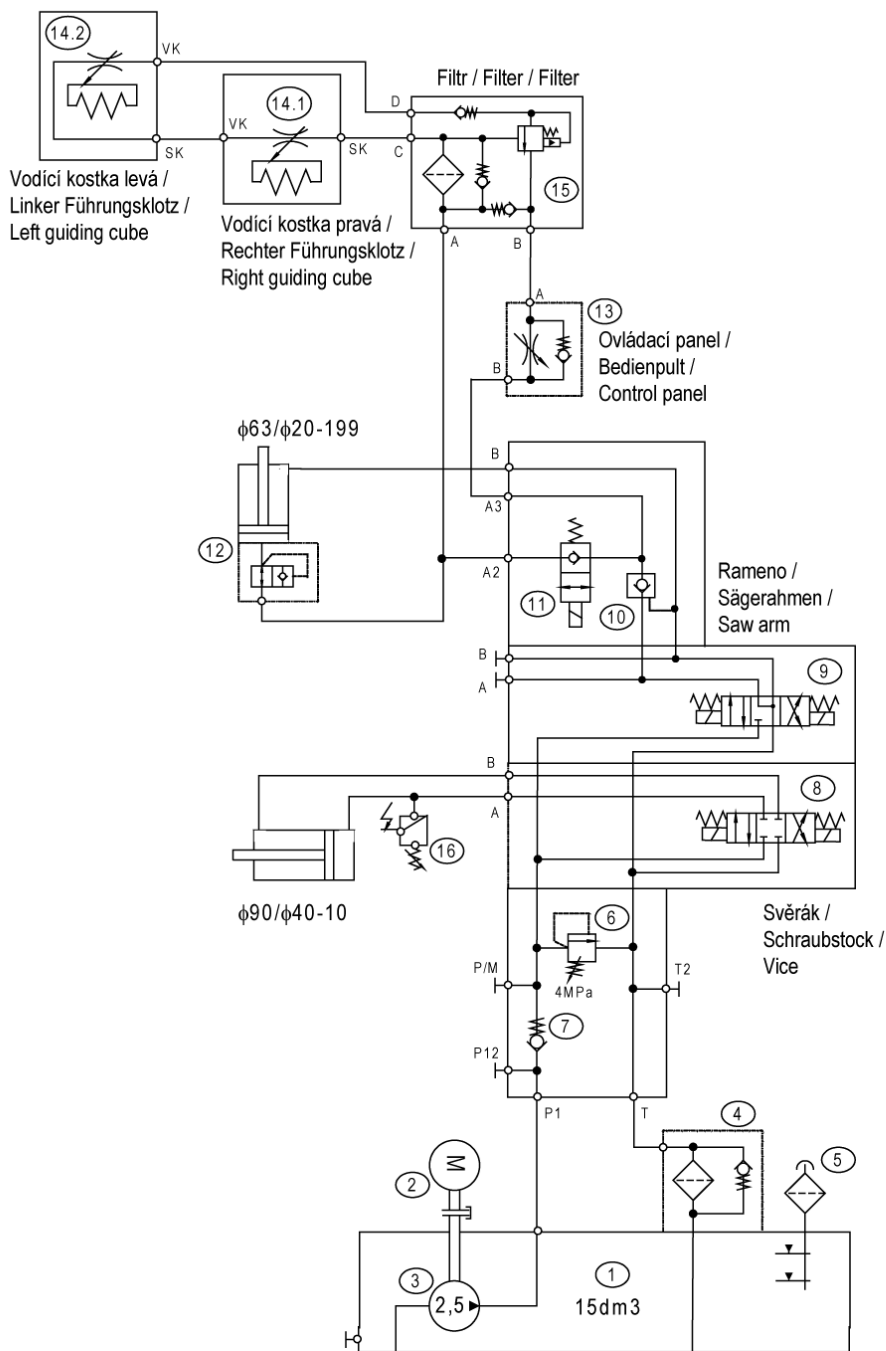 14.2
VK
SK
Vodící kostka levá /
Linker Führungsklotz /
Left guiding cube
14.1
VK
SK
Vodící kostka pravá /
Rechter Führungsklotz /
Right guiding cube
Filtr / Filter / Filter
D
C
15
A
B
A
13
B
Ovládací panel /
Bedienpult /
Control panel
ϕ63/ϕ20-199
12
B
A3
A2
11
10
Rameno /
Sägerahmen /
Saw arm
B
A
9
B
A
8
16
ϕ90/ϕ40-10
Svěrák /
Schraubstock /
Vice
6
4MPa
P/M
T2
7
P12
P1
T
4
5
M
2
3
2,5
1
15dm3